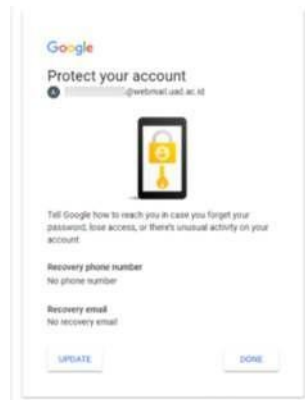 Google
Protect your account
@webmail.uad.ac.id
Tell Google how to reach you in case you forget your
password, lose access, or there's unusual activity on your
account
Recovery phone number
No phone number
Recovery email
No recovery email
UPDATE DONE